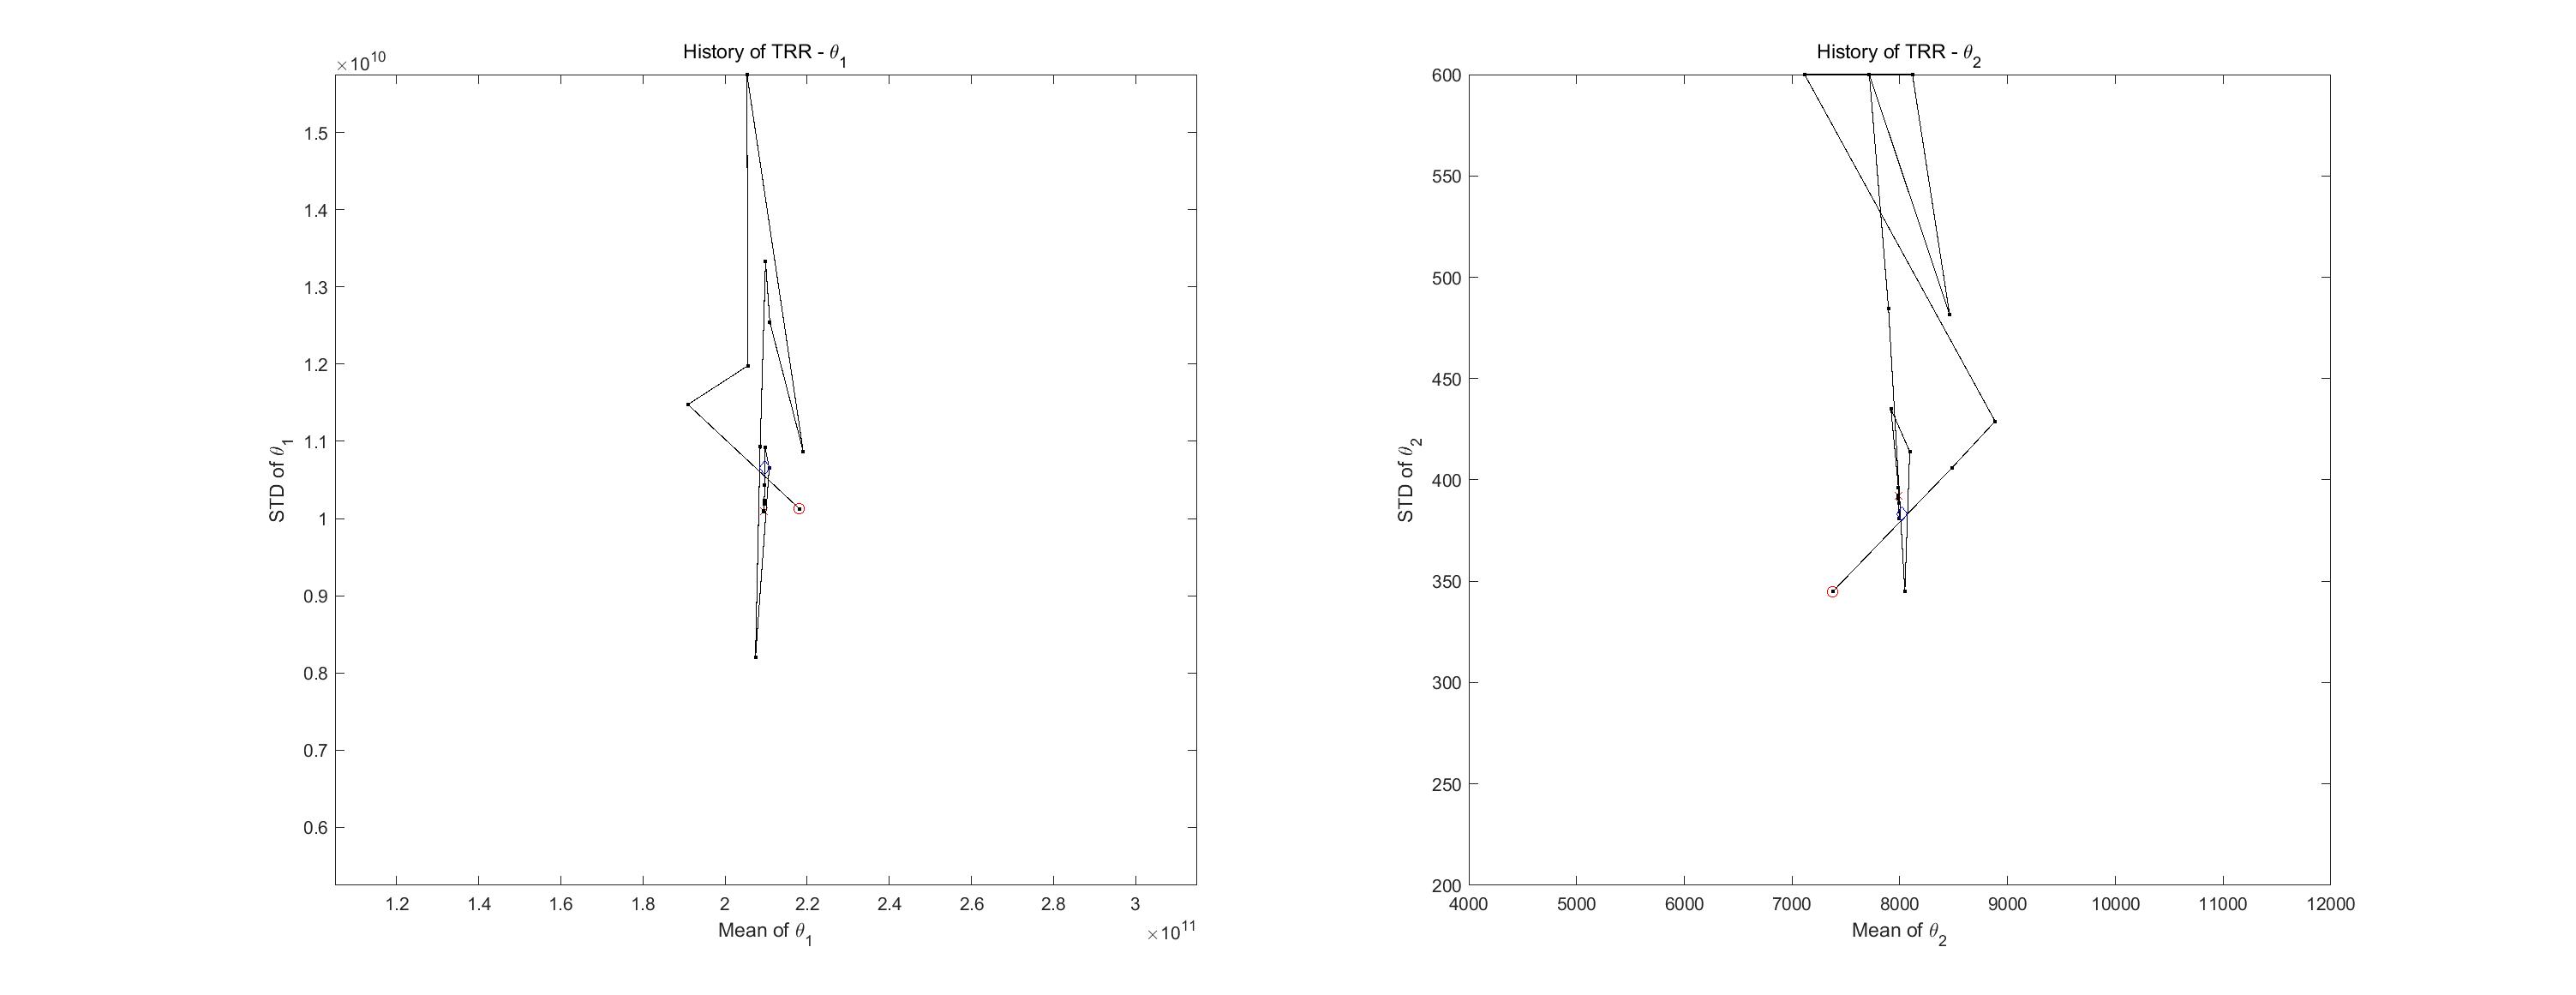 History of TRR - θ1
×10^10
1.5
1.4
1.3
1.2
1.1
1
0.9
0.8
0.7
0.6
STD of θ1
1.2 1.4 1.6 1.8 2 2.2 2.4 2.6 2.8 3
Mean of θ1
×10^11
History of TRR - θ2
600
550
500
450
400
350
300
250
200
STD of θ2
4000 5000 6000 7000 8000 9000 10000 11000 12000
Mean of θ2